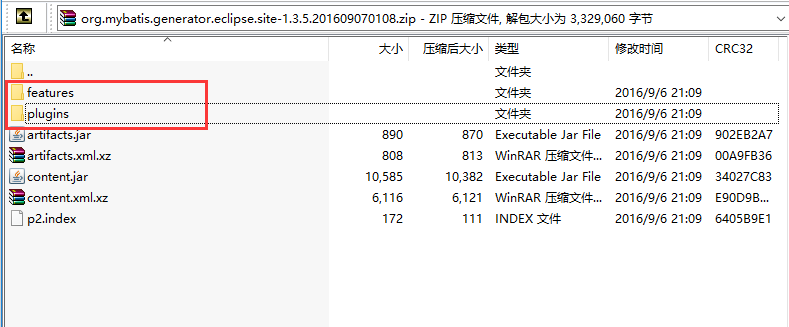 org.mybatis.generator.eclipse.site-1.3.5.201609070108.zip - ZIP 压缩文件, 解包大小为 3,329,060 字节
名称 大小 压缩后大小 类型 修改时间 CRC32
.. 文件夹
features 文件夹 2016/9/6 21:09
plugins 文件夹 2016/9/6 21:09
artifacts.jar 890 870 Executable Jar File 2016/9/6 21:09 902EB2A7
artifacts.xml.xz 808 813 WinRAR 压缩文件... 2016/9/6 21:09 00A9FB36
content.jar 10,585 10,382 Executable Jar File 2016/9/6 21:09 34027C83
content.xml.xz 6,116 6,121 WinRAR 压缩文件... 2016/9/6 21:09 E90D9B...
p2.index 172 111 INDEX 文件 2016/9/6 21:09 6405B9E1